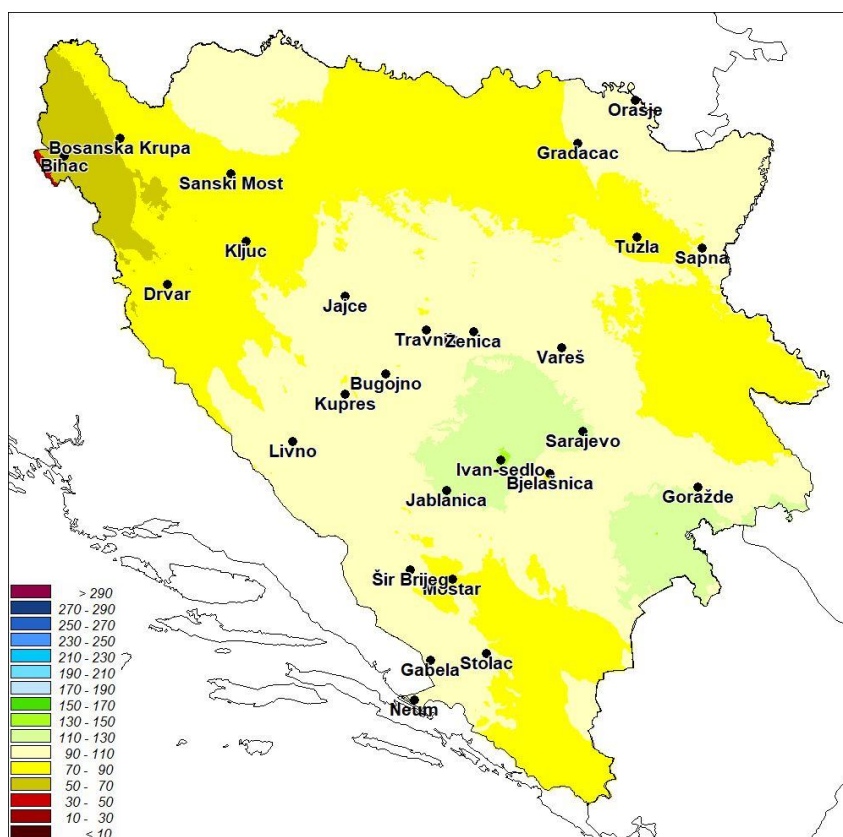 Orašje
Gradacac
Bosanska Krupa
Bihac
Sanski Most
Tuzla
Sapna
Kljuc
Drvar
Jajce
Travnik
Zenica
Vareš
Bugojno
Kupres
Livno
Sarajevo
Ivan-sedlo
Bjelašnica
Jablanica
Goražde
Šir Brijeg
Mostar
Gabela
Stolac
Neum
> 290
270 - 290
250 - 270
230 - 250
210 - 230
190 - 210
170 - 190
150 - 170
130 - 150
110 - 130
90 - 110
70 - 90
50 - 70
30 - 50
10 - 30
< 10